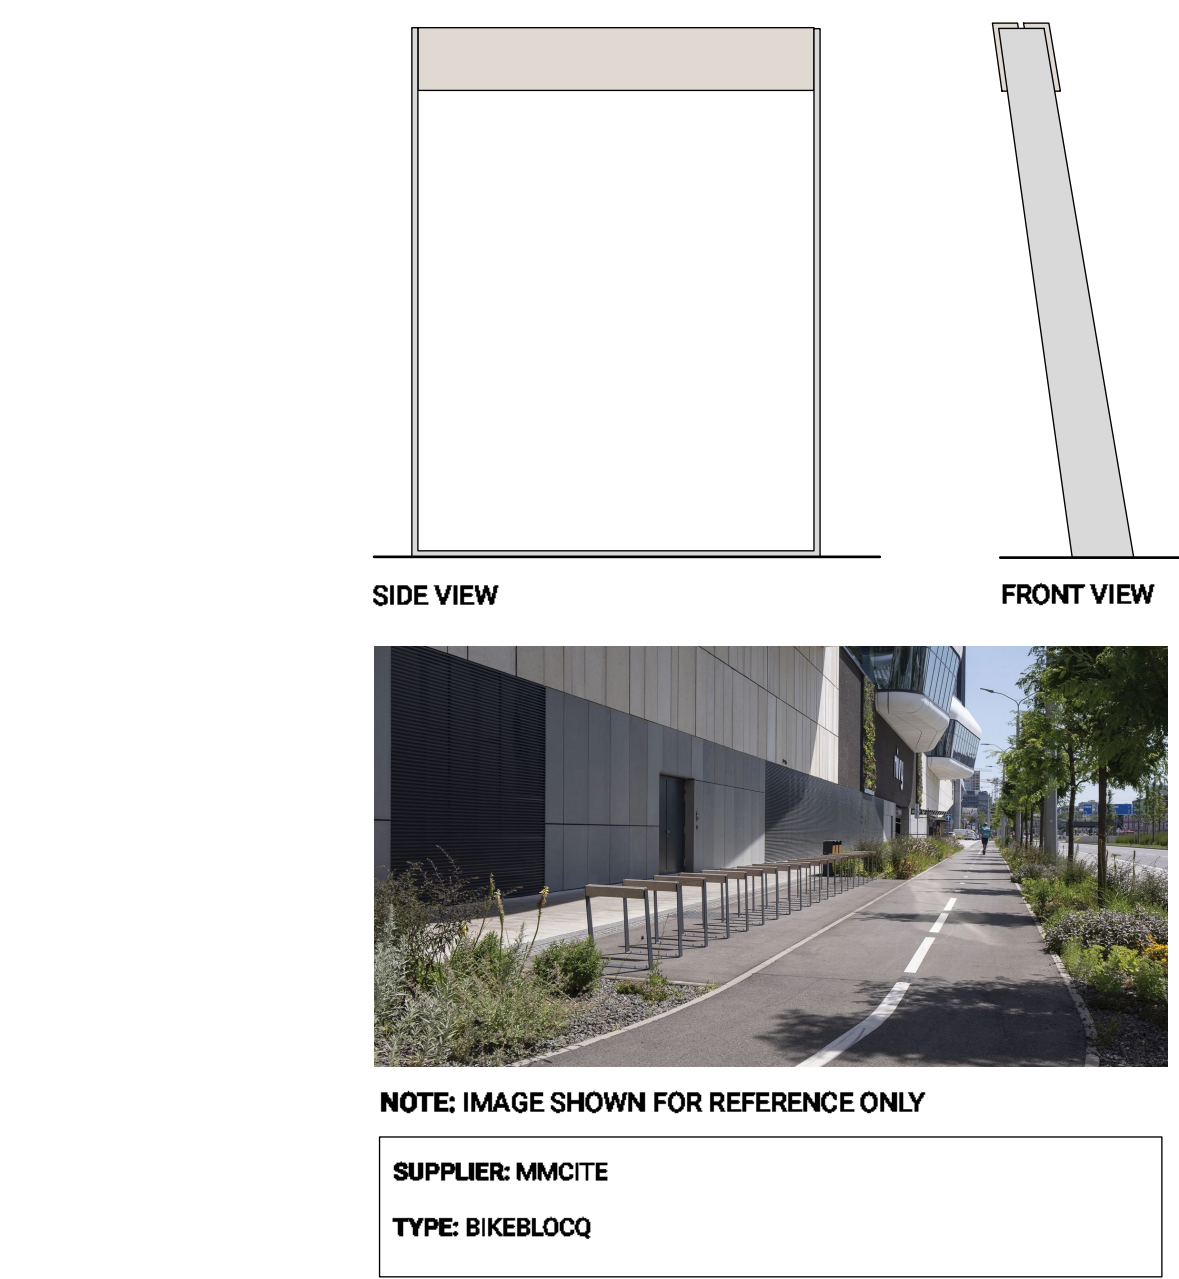 SIDE VIEW
FRONT VIEW
NOTE: IMAGE SHOWN FOR REFERENCE ONLY
SUPPLIER: MMCITE
TYPE: BIKEBLOCQ